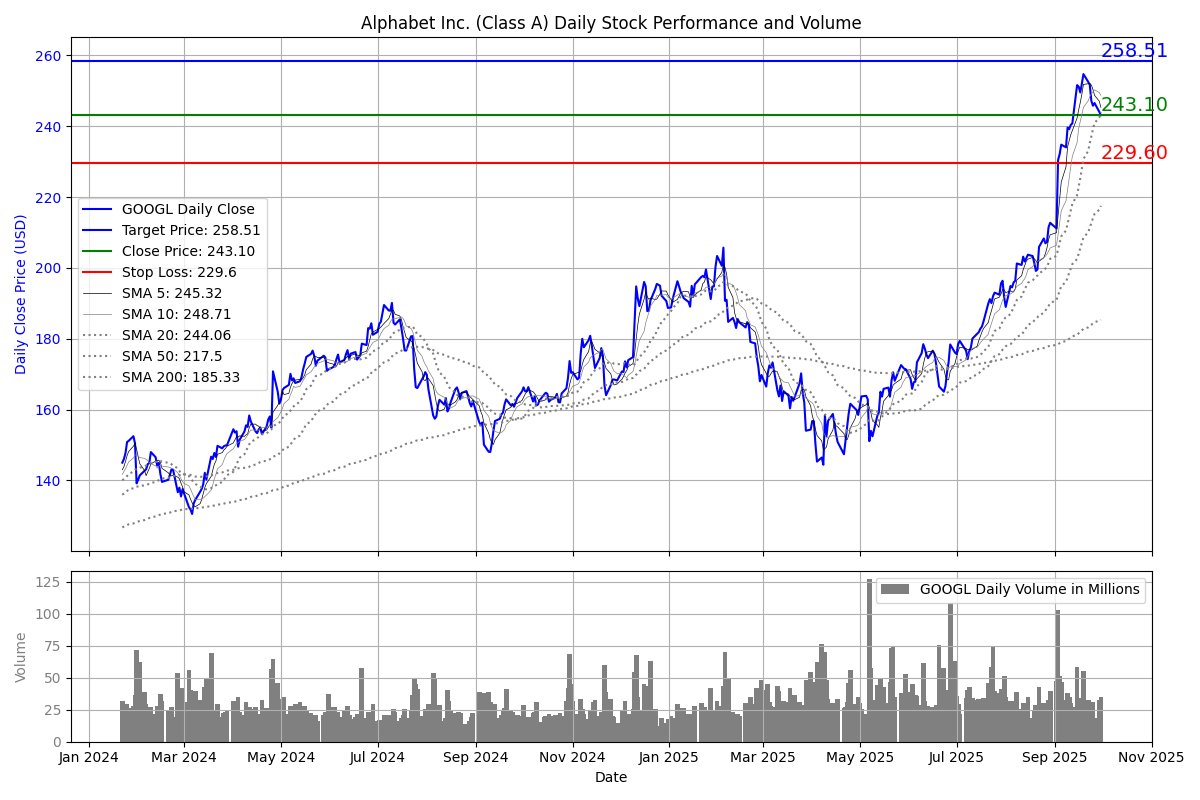 Alphabet Inc. (Class A) Daily Stock Performance and Volume
258.51
243.10
229.60
260
240
220
200
180
160
140
Daily Close Price (USD)
GOOGL Daily Close
Target Price: 258.51
Close Price: 243.10
Stop Loss: 229.6
SMA 5: 245.32
SMA 10: 248.71
SMA 20: 244.06
SMA 50: 217.5
SMA 200: 185.33
125
100
75
50
25
0
Volume
GOOGL Daily Volume in Millions
Jan 2024 Mar 2024 May 2024 Jul 2024 Sep 2024 Nov 2024 Jan 2025 Mar 2025 May 2025 Jul 2025 Sep 2025 Nov 2025
Date